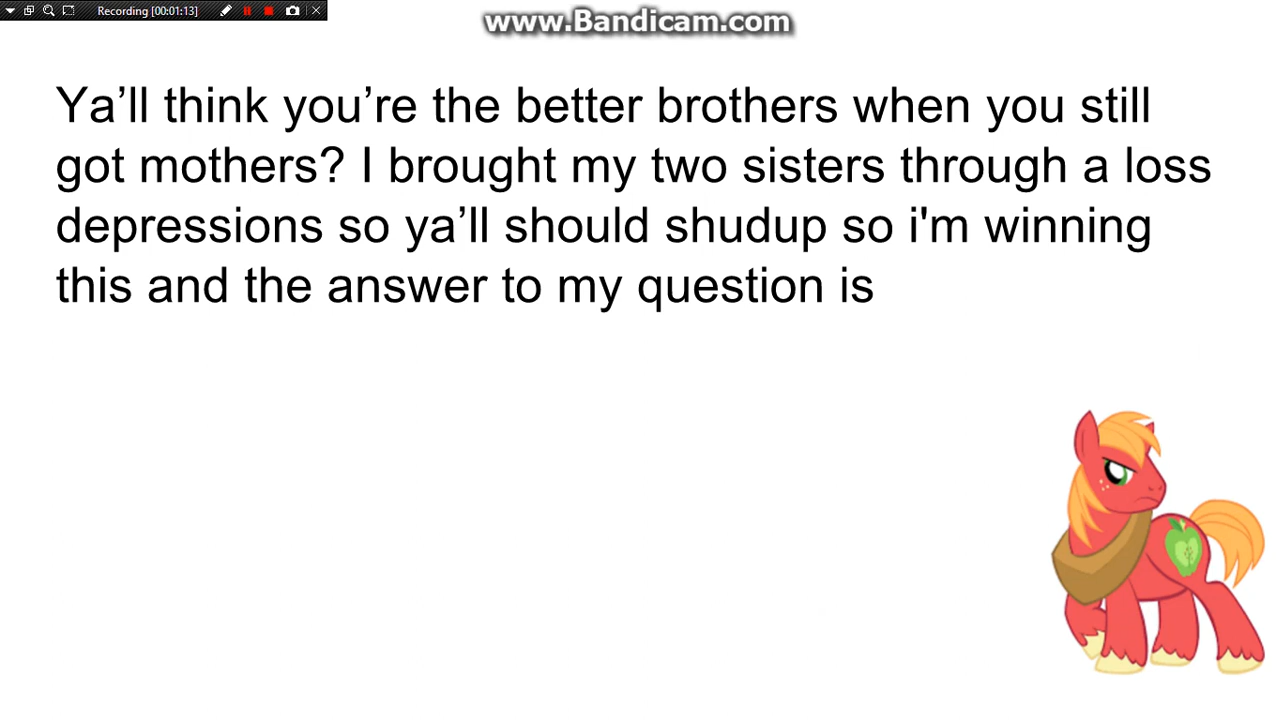 Recording [00:01:13]
www.Bandicam.com
Ya’ll think you’re the better brothers when you still
got mothers? I brought my two sisters through a loss
depressions so ya’ll should shudup so i'm winning
this and the answer to my question is